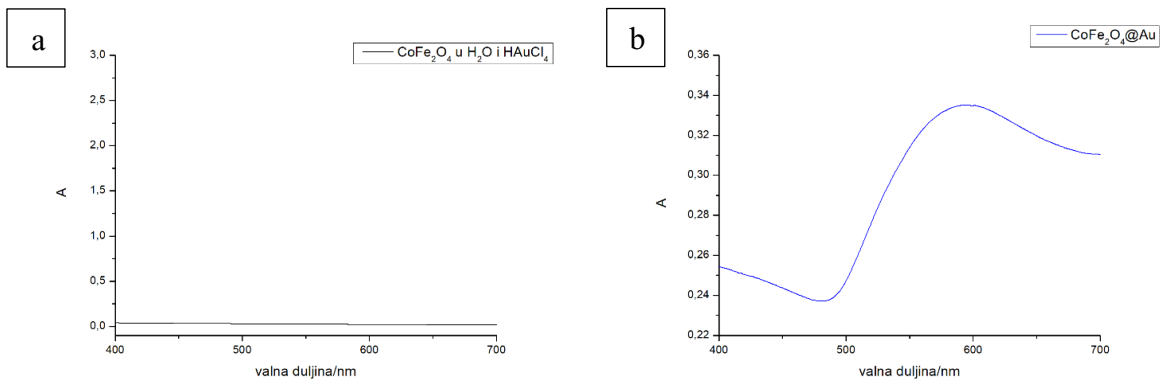 a
CoFe₂O₄ u H₂O i HAuCl₄
3,0
2,5
2,0
1,5
1,0
0,5
0,0
A
400
500
600
700
valna duljina/nm
b
CoFe₂O₄@Au
0,36
0,34
0,32
0,30
0,28
0,26
0,24
0,22
A
400
500
600
700
valna duljina/nm